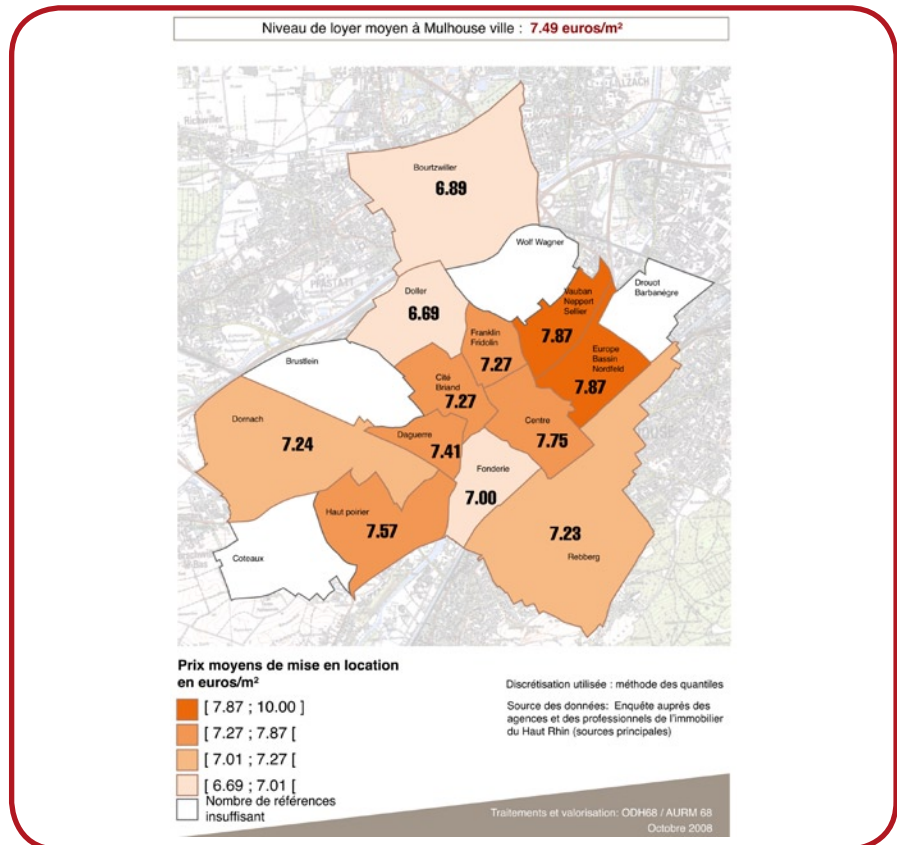 Niveau de loyer moyen à Mulhouse ville : 7.49 euros/m²
Richwiller
Bourtzwiller
6.89
Wolf Wagner
PFASTATT
Doller
6.69
Vauban
Neppert
Sellier
7.87
Drouot
Barbanègre
Franklin
Fridolin
7.27
Europe
Bassin
Nordfeld
7.87
Brustlein
Cité
Briand
7.27
Dornach
7.24
Daguerre
7.41
Centre
7.75
Fonderie
7.00
Haut poirier
7.57
7.23
Rebberg
Coteaux
Prix moyens de mise en location
en euros/m²
[ 7.87 ; 10.00 ]
[ 7.27 ; 7.87 [
[ 7.01 ; 7.27 [
[ 6.69 ; 7.01 [
Nombre de références
insuffisant
Discrétisation utilisée : méthode des quantiles
Source des données: Enquête auprès des
agences et des professionnels de l'immobilier
du Haut Rhin (sources principales)
Traitements et valorisation: ODH68 / AURM 68
Octobre 2008